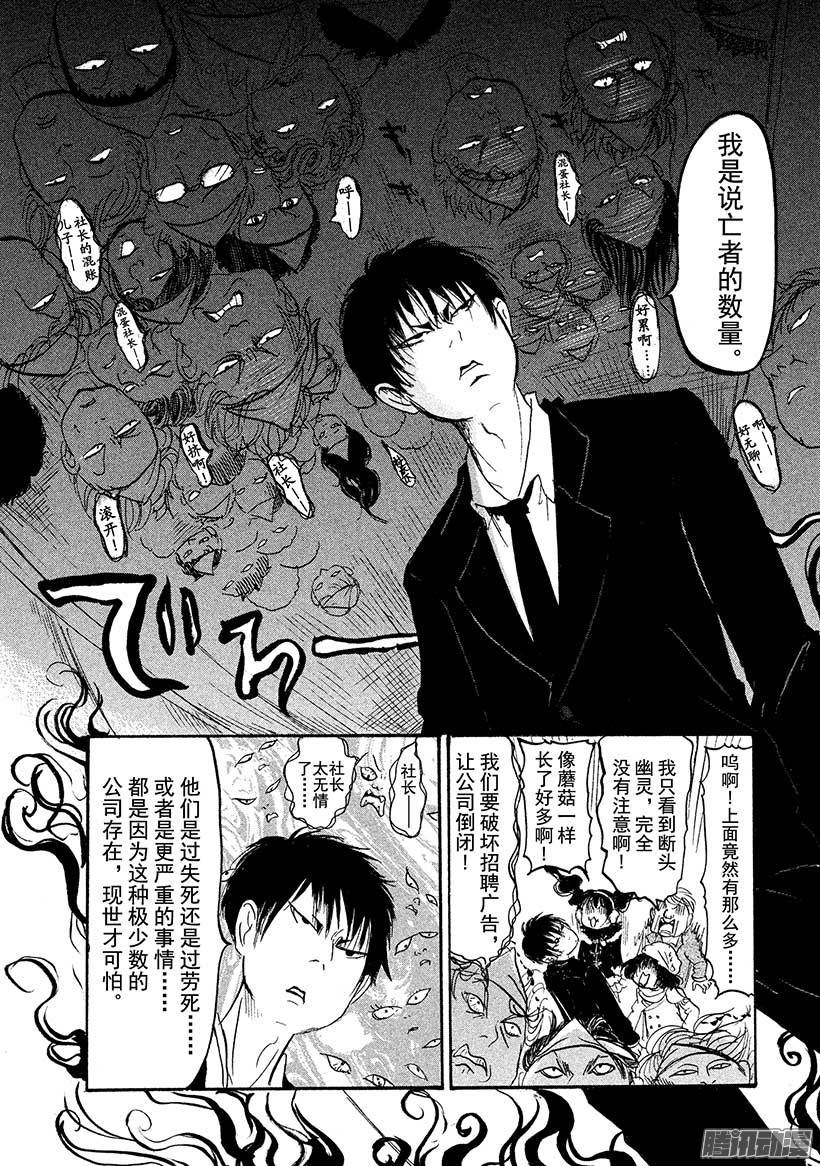 我是说亡者的数量。
混蛋社长——
呼——
社长的混账
儿子——
混蛋社长——
好累啊……
啊——
好无聊！
好挤啊！
社长——
滚开！
でろー
呜啊！上面竟然有那么多……
我只看到断头
幽灵，完全
没有注意啊！
像蘑菇一样
长了好多啊！
我们要破坏招聘广告，
让公司倒闭！
社长——
社长
太无情
了……
他们是过失死还是过劳死……
或者是更严重的事情……
都是因为这种极少数的
公司存在，现世才可怕。
腾讯动漫